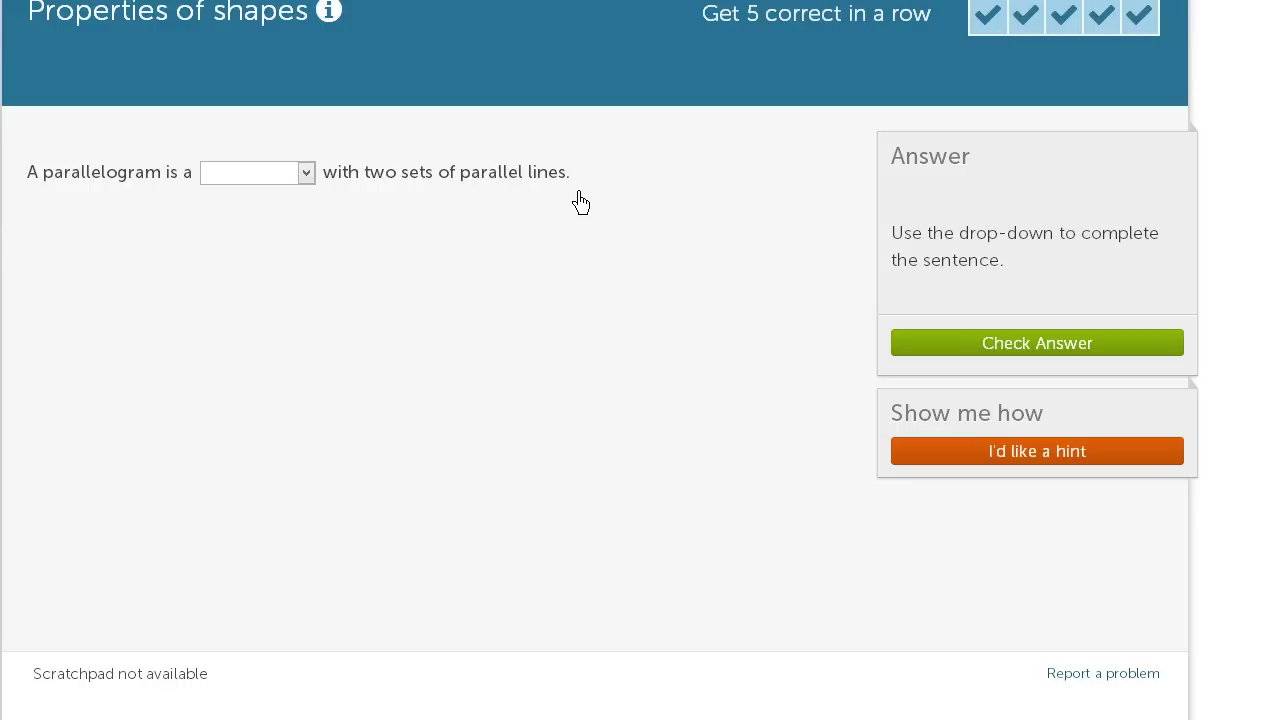 Properties of shapes
Get 5 correct in a row
A parallelogram is a with two sets of parallel lines.
Answer
Use the drop-down to complete
the sentence.
Check Answer
Show me how
I'd like a hint
Scratchpad not available
Report a problem